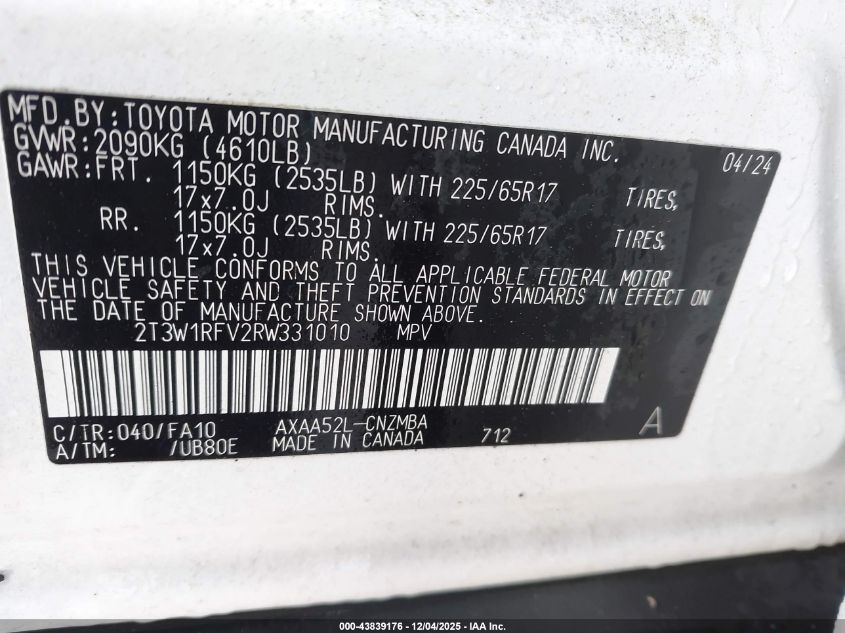 MFD.BY:TOYOTA MOTOR MANUFACTURING CANADA INC. 04/24
GVWR:2090KG (4610LB)
GAWR:FRT. 1150KG (2535LB) WITH 225/65R17 TIRES,
17x7.0J RIMS.
RR. 1150KG (2535LB) WITH 225/65R17 TIRES,
17x7.0J RIMS.
THIS VEHICLE CONFORMS TO ALL APPLICABLE FEDERAL MOTOR
VEHICLE SAFETY AND THEFT PREVENTION STANDARDS IN EFFECT ON
THE DATE OF MANUFACTURE SHOWN ABOVE.
2T3W1RFV2RW331010 MPV
C/TR:040/FA10 AXAA52L-CNZMBA A
A/TM: /UB80E MADE IN CANADA 712
000-43839176 - 12/04/2025 - IAA Inc.